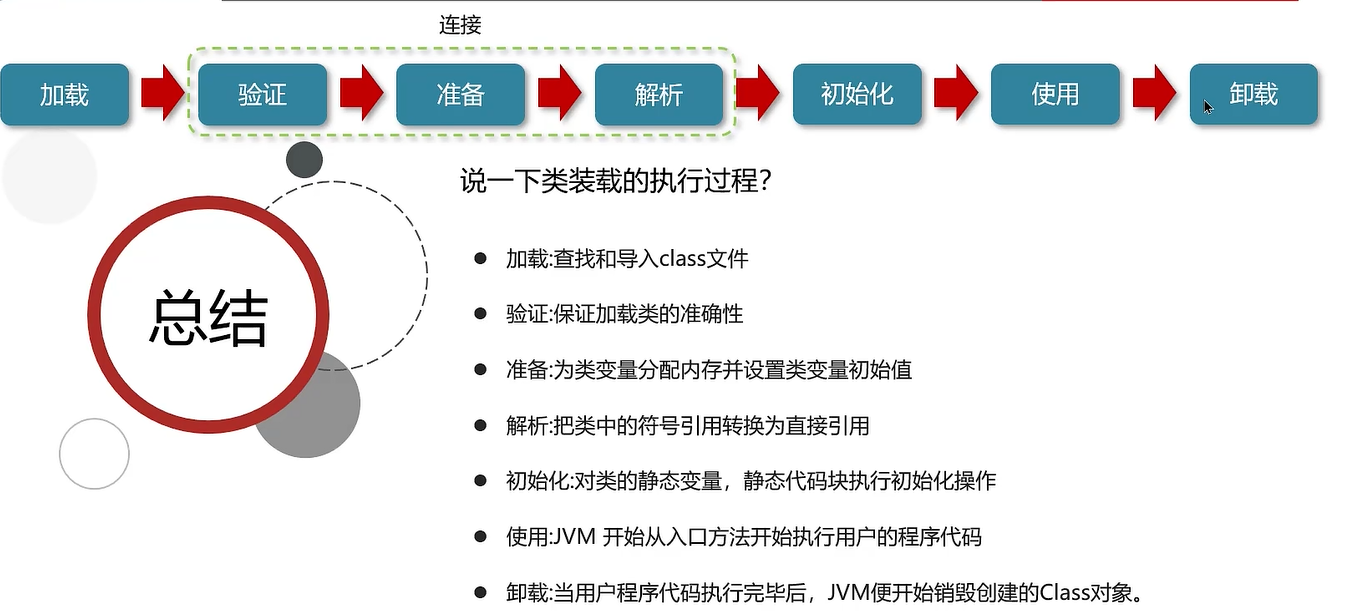 连接
加载
验证
准备
解析
初始化
使用
卸载
说一下类装载的执行过程？
总结
加载:查找和导入class文件
验证:保证加载类的准确性
准备:为类变量分配内存并设置类变量初始值
解析:把类中的符号引用转换为直接引用
初始化:对类的静态变量，静态代码块执行初始化操作
使用:JVM 开始从入口方法开始执行用户的程序代码
卸载:当用户程序代码执行完毕后，JVM便开始销毁创建的Class对象。